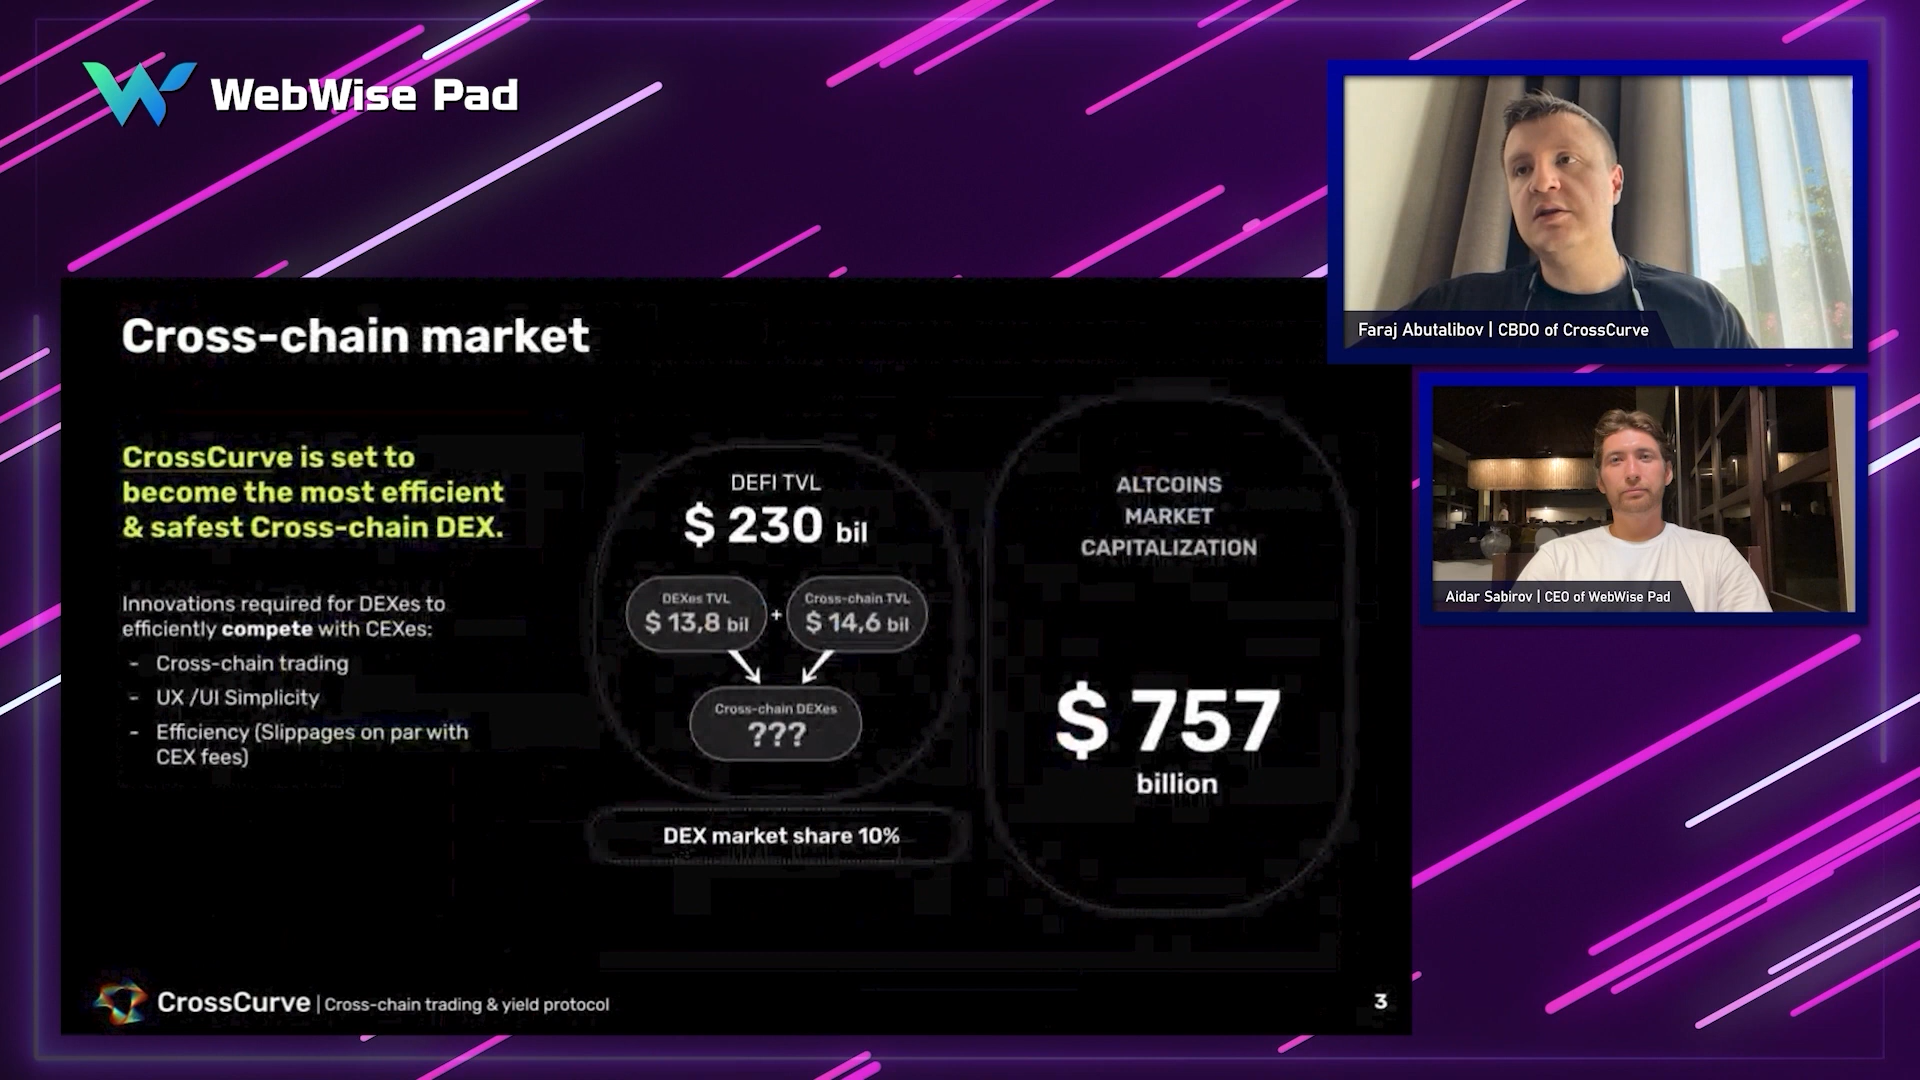 WebWise Pad
Faraj Abutalibov | CBDO of CrossCurve
Aidar Sabirov | CEO of WebWise Pad
Cross-chain market
CrossCurve is set to
become the most efficient
& safest Cross-chain DEX.
Innovations required for DEXes to
efficiently compete with CEXes:
- Cross-chain trading
- UX /UI Simplicity
- Efficiency (Slippages on par with
CEX fees)
DEFI TVL
$ 230 bil
DEXes TVL
$ 13,8 bil
+
Cross-chain TVL
$ 14,6 bil
Cross-chain DEXes
???
DEX market share 10%
ALTCOINS
MARKET
CAPITALIZATION
$ 757
billion
CrossCurve | Cross-chain trading & yield protocol
3